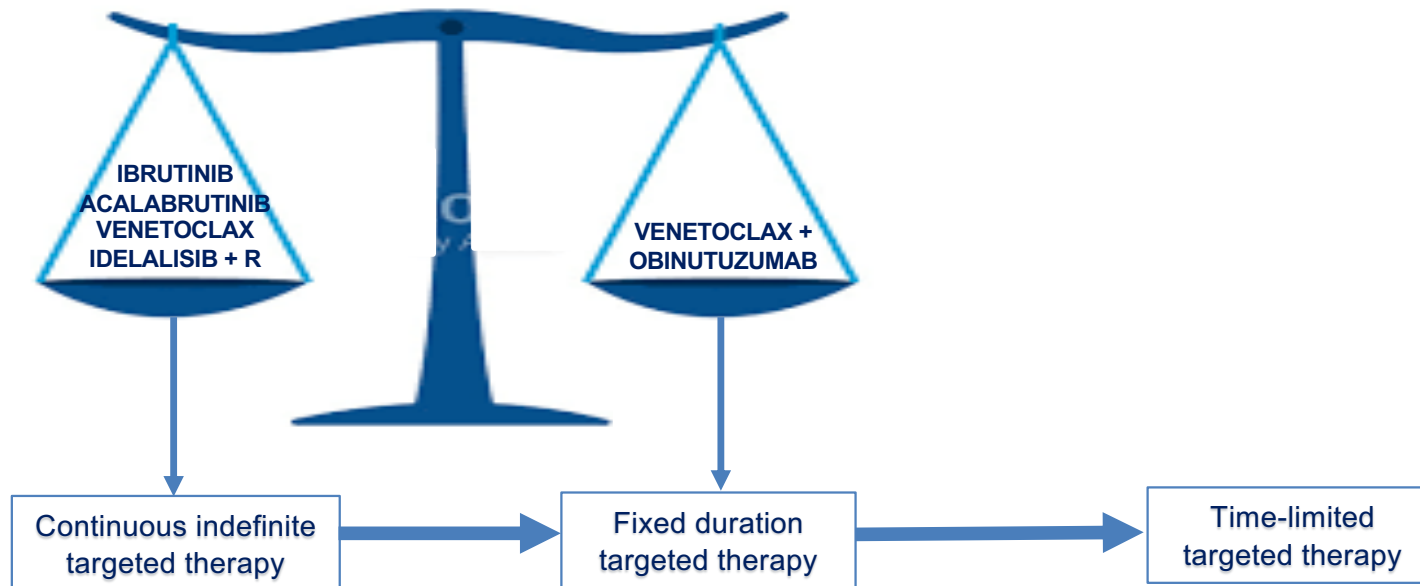 IBRUTINIB
ACALABRUTINIB
VENETOCLAX
IDELALISIB + R
VENETOCLAX +
OBINUTUZUMAB
Continuous indefinite
targeted therapy
Fixed duration
targeted therapy
Time-limited
targeted therapy